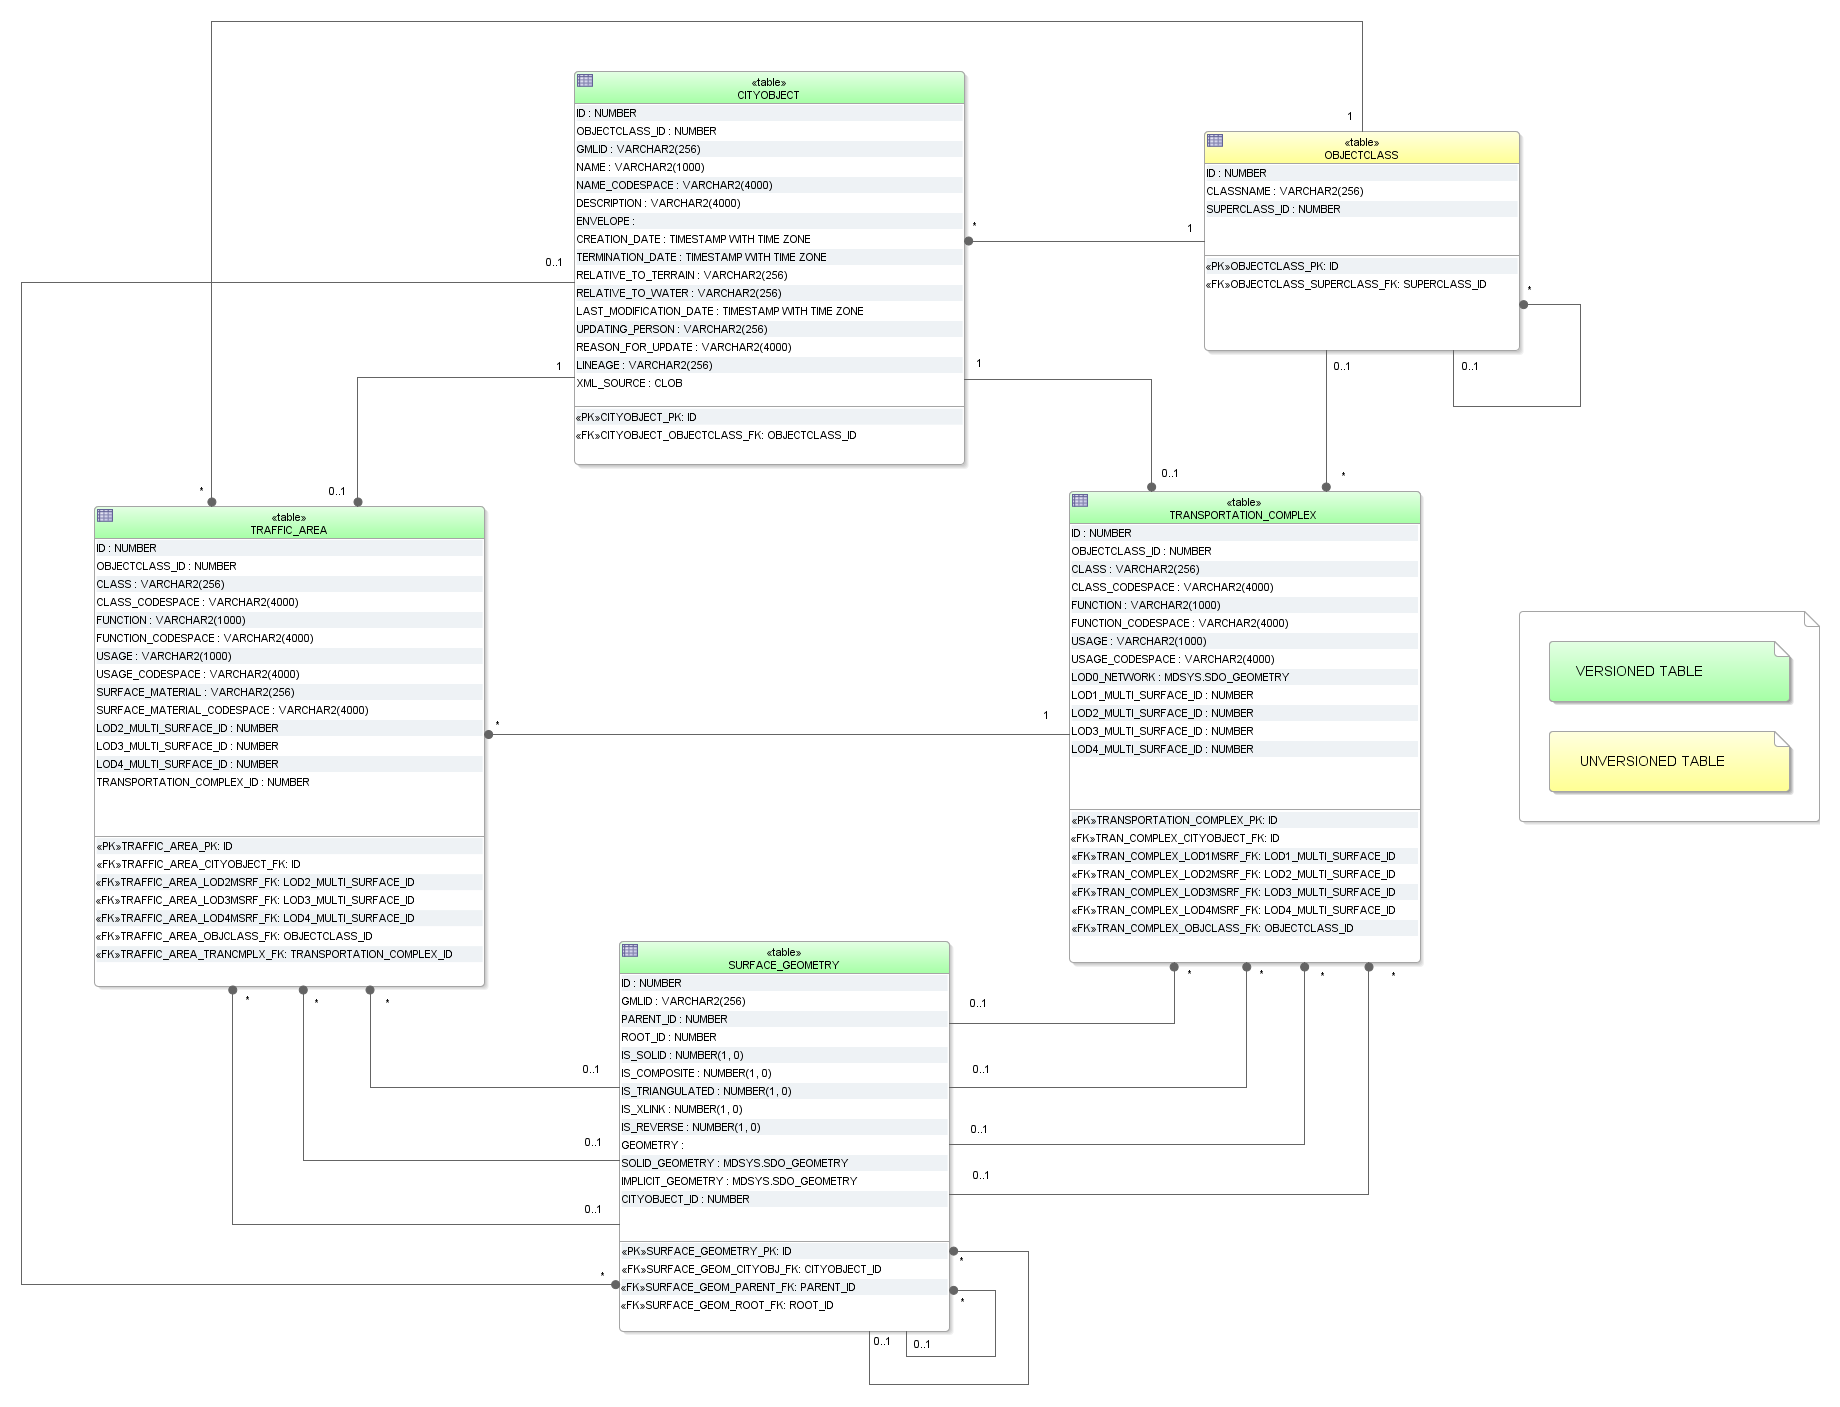 «table»
CITYOBJECT
ID : NUMBER
OBJECTCLASS_ID : NUMBER
GMLID : VARCHAR2(256)
NAME : VARCHAR2(1000)
NAME_CODESPACE : VARCHAR2(4000)
DESCRIPTION : VARCHAR2(4000)
ENVELOPE :
CREATION_DATE : TIMESTAMP WITH TIME ZONE
TERMINATION_DATE : TIMESTAMP WITH TIME ZONE
RELATIVE_TO_TERRAIN : VARCHAR2(256)
RELATIVE_TO_WATER : VARCHAR2(256)
LAST_MODIFICATION_DATE : TIMESTAMP WITH TIME ZONE
UPDATING_PERSON : VARCHAR2(256)
REASON_FOR_UPDATE : VARCHAR2(4000)
LINEAGE : VARCHAR2(256)
XML_SOURCE : CLOB
«PK»CITYOBJECT_PK: ID
«FK»CITYOBJECT_OBJECTCLASS_FK: OBJECTCLASS_ID
0..1
1
*
1
1
1
«table»
OBJECTCLASS
ID : NUMBER
CLASSNAME : VARCHAR2(256)
SUPERCLASS_ID : NUMBER
«PK»OBJECTCLASS_PK: ID
«FK»OBJECTCLASS_SUPERCLASS_FK: SUPERCLASS_ID
*
0..1
0..1
*
0..1
«table»
TRAFFIC_AREA
ID : NUMBER
OBJECTCLASS_ID : NUMBER
CLASS : VARCHAR2(256)
CLASS_CODESPACE : VARCHAR2(4000)
FUNCTION : VARCHAR2(1000)
FUNCTION_CODESPACE : VARCHAR2(4000)
USAGE : VARCHAR2(1000)
USAGE_CODESPACE : VARCHAR2(4000)
SURFACE_MATERIAL : VARCHAR2(256)
SURFACE_MATERIAL_CODESPACE : VARCHAR2(4000)
LOD2_MULTI_SURFACE_ID : NUMBER
LOD3_MULTI_SURFACE_ID : NUMBER
LOD4_MULTI_SURFACE_ID : NUMBER
TRANSPORTATION_COMPLEX_ID : NUMBER
«PK»TRAFFIC_AREA_PK: ID
«FK»TRAFFIC_AREA_CITYOBJECT_FK: ID
«FK»TRAFFIC_AREA_LOD2MSRF_FK: LOD2_MULTI_SURFACE_ID
«FK»TRAFFIC_AREA_LOD3MSRF_FK: LOD3_MULTI_SURFACE_ID
«FK»TRAFFIC_AREA_LOD4MSRF_FK: LOD4_MULTI_SURFACE_ID
«FK»TRAFFIC_AREA_OBJCLASS_FK: OBJECTCLASS_ID
«FK»TRAFFIC_AREA_TRANCMPLX_FK: TRANSPORTATION_COMPLEX_ID
*
1
0..1
*
«table»
TRANSPORTATION_COMPLEX
ID : NUMBER
OBJECTCLASS_ID : NUMBER
CLASS : VARCHAR2(256)
CLASS_CODESPACE : VARCHAR2(4000)
FUNCTION : VARCHAR2(1000)
FUNCTION_CODESPACE : VARCHAR2(4000)
USAGE : VARCHAR2(1000)
USAGE_CODESPACE : VARCHAR2(4000)
LOD0_NETWORK : MDSYS.SDO_GEOMETRY
LOD1_MULTI_SURFACE_ID : NUMBER
LOD2_MULTI_SURFACE_ID : NUMBER
LOD3_MULTI_SURFACE_ID : NUMBER
LOD4_MULTI_SURFACE_ID : NUMBER
«PK»TRANSPORTATION_COMPLEX_PK: ID
«FK»TRAN_COMPLEX_CITYOBJECT_FK: ID
«FK»TRAN_COMPLEX_LOD1MSRF_FK: LOD1_MULTI_SURFACE_ID
«FK»TRAN_COMPLEX_LOD2MSRF_FK: LOD2_MULTI_SURFACE_ID
«FK»TRAN_COMPLEX_LOD3MSRF_FK: LOD3_MULTI_SURFACE_ID
«FK»TRAN_COMPLEX_LOD4MSRF_FK: LOD4_MULTI_SURFACE_ID
«FK»TRAN_COMPLEX_OBJCLASS_FK: OBJECTCLASS_ID
VERSIONED TABLE
UNVERSIONED TABLE
*
*
*
*
*
*
*
0..1
0..1
0..1
0..1
0..1
0..1
0..1
«table»
SURFACE_GEOMETRY
ID : NUMBER
GMLID : VARCHAR2(256)
PARENT_ID : NUMBER
ROOT_ID : NUMBER
IS_SOLID : NUMBER(1, 0)
IS_COMPOSITE : NUMBER(1, 0)
IS_TRIANGULATED : NUMBER(1, 0)
IS_XLINK : NUMBER(1, 0)
IS_REVERSE : NUMBER(1, 0)
GEOMETRY :
SOLID_GEOMETRY : MDSYS.SDO_GEOMETRY
IMPLICIT_GEOMETRY : MDSYS.SDO_GEOMETRY
CITYOBJECT_ID : NUMBER
«PK»SURFACE_GEOMETRY_PK: ID
«FK»SURFACE_GEOM_CITYOBJ_FK: CITYOBJECT_ID
«FK»SURFACE_GEOM_PARENT_FK: PARENT_ID
«FK»SURFACE_GEOM_ROOT_FK: ROOT_ID
*
*
*
0..1
0..1